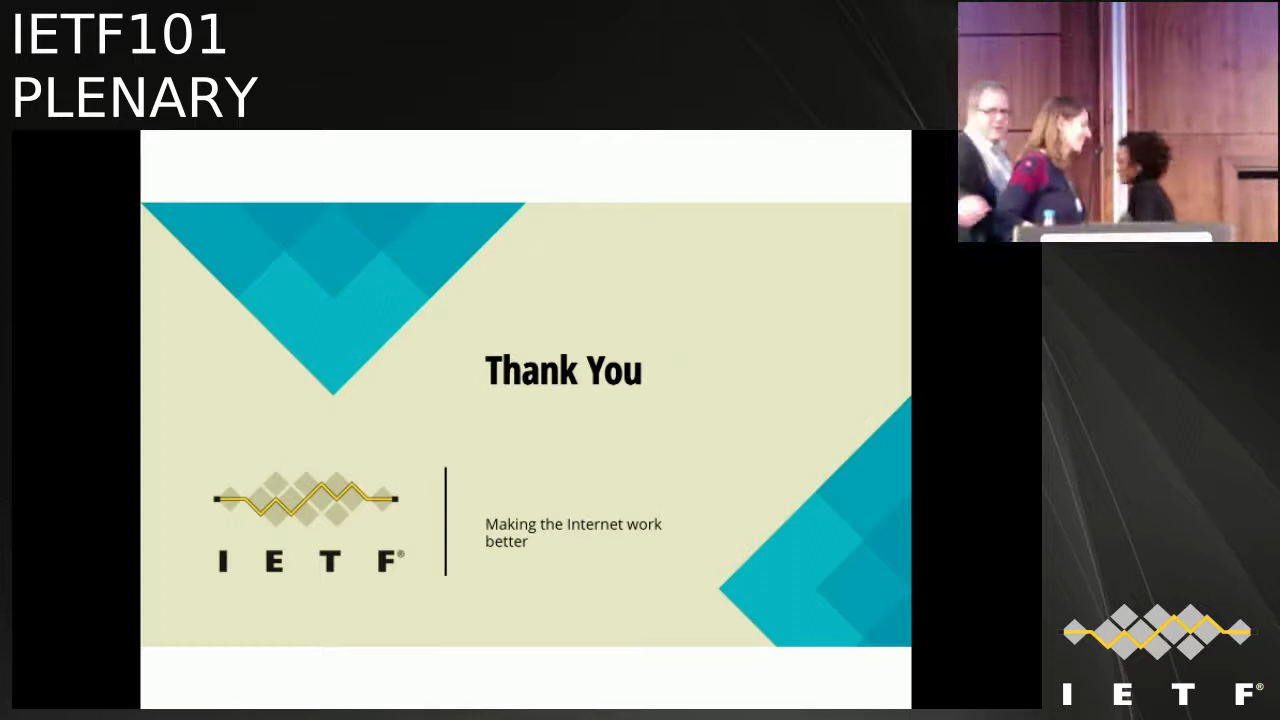 IETF101
PLENARY
Thank You
Making the Internet work
better
I E T F®
I E T F®